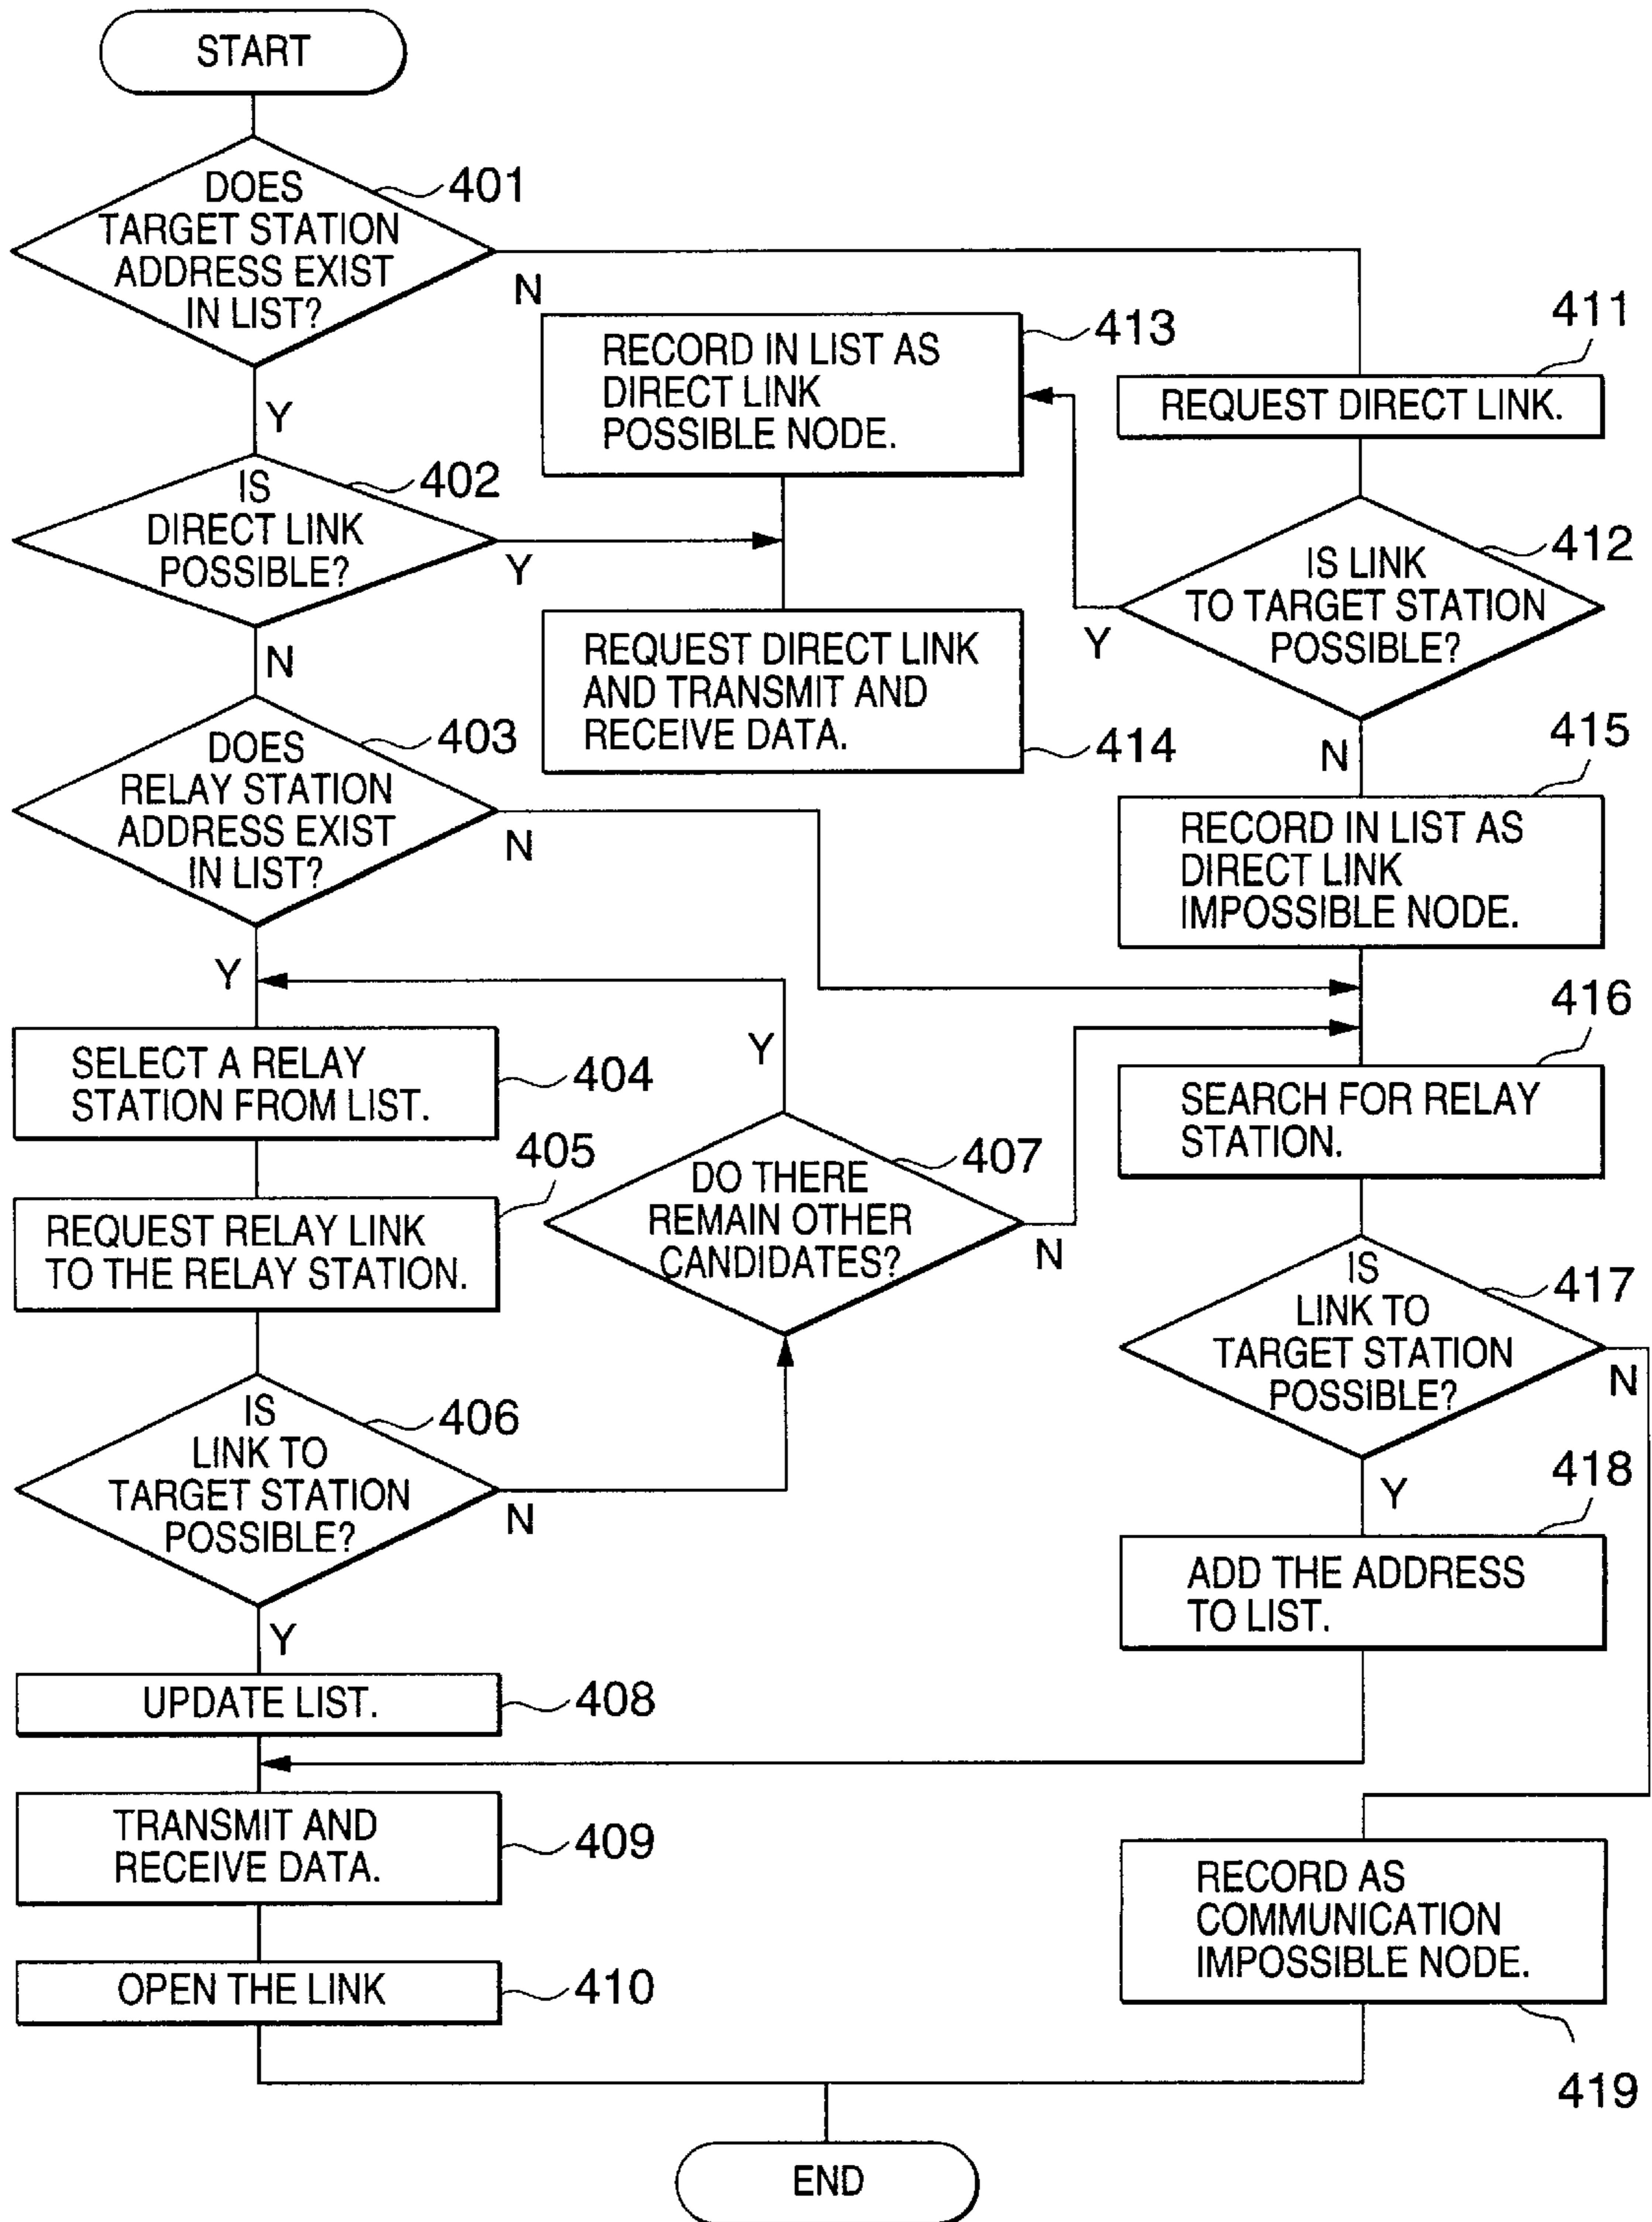 START
DOES
TARGET STATION
ADDRESS EXIST
IN LIST?
401
N
Y
IS
DIRECT LINK
POSSIBLE?
402
Y
N
DOES
RELAY STATION
ADDRESS EXIST
IN LIST?
403
N
Y
SELECT A RELAY
STATION FROM LIST.
404
REQUEST RELAY LINK
TO THE RELAY STATION.
405
IS
LINK TO
TARGET STATION
POSSIBLE?
406
N
Y
DO THERE
REMAIN OTHER
CANDIDATES?
407
Y
N
UPDATE LIST.
408
TRANSMIT AND
RECEIVE DATA.
409
OPEN THE LINK
410
REQUEST DIRECT LINK.
411
IS LINK
TO TARGET STATION
POSSIBLE?
412
Y
N
RECORD IN LIST AS
DIRECT LINK
POSSIBLE NODE.
413
REQUEST DIRECT LINK
AND TRANSMIT AND
RECEIVE DATA.
414
RECORD IN LIST AS
DIRECT LINK
IMPOSSIBLE NODE.
415
SEARCH FOR RELAY
STATION.
416
IS
LINK TO
TARGET STATION
POSSIBLE?
417
N
Y
ADD THE ADDRESS
TO LIST.
418
RECORD AS
COMMUNICATION
IMPOSSIBLE NODE.
419
END